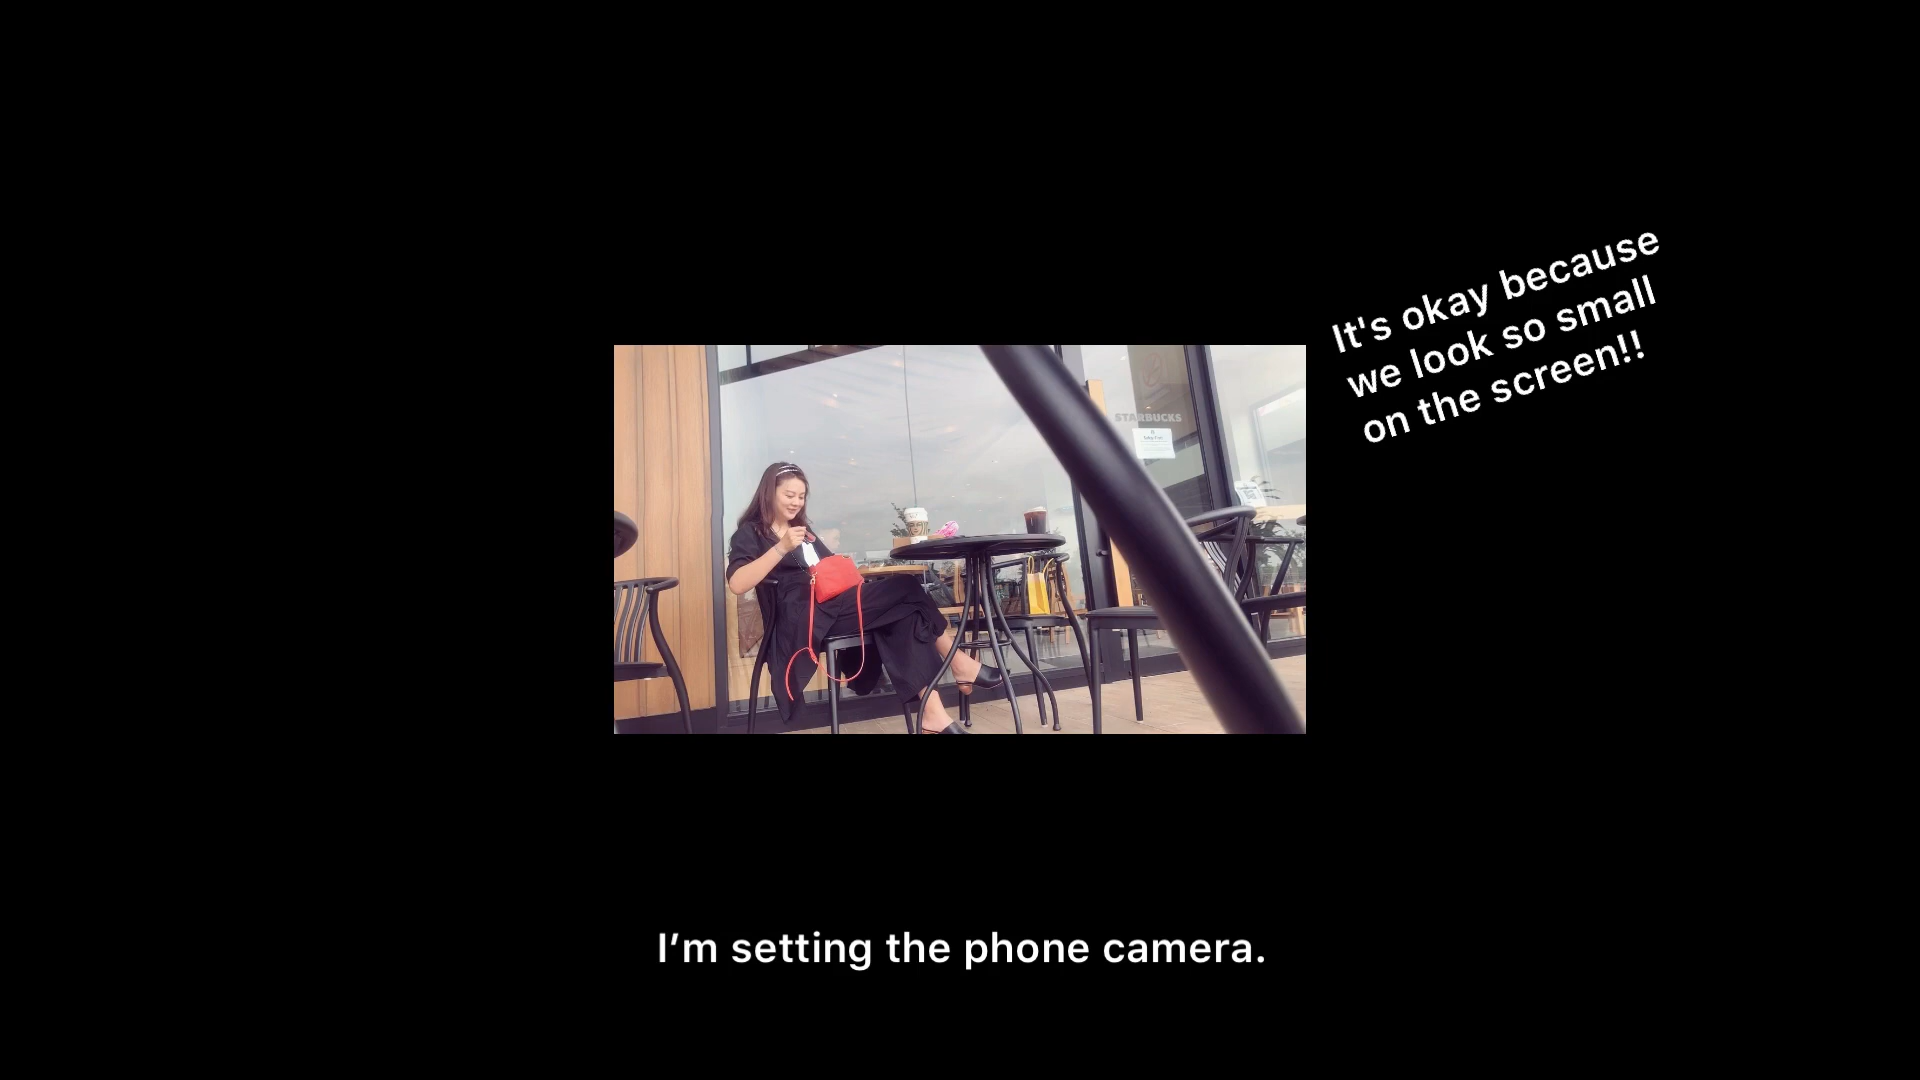 It's okay because
we look so small
on the screen!!
STARBUCKS
I’m setting the phone camera.